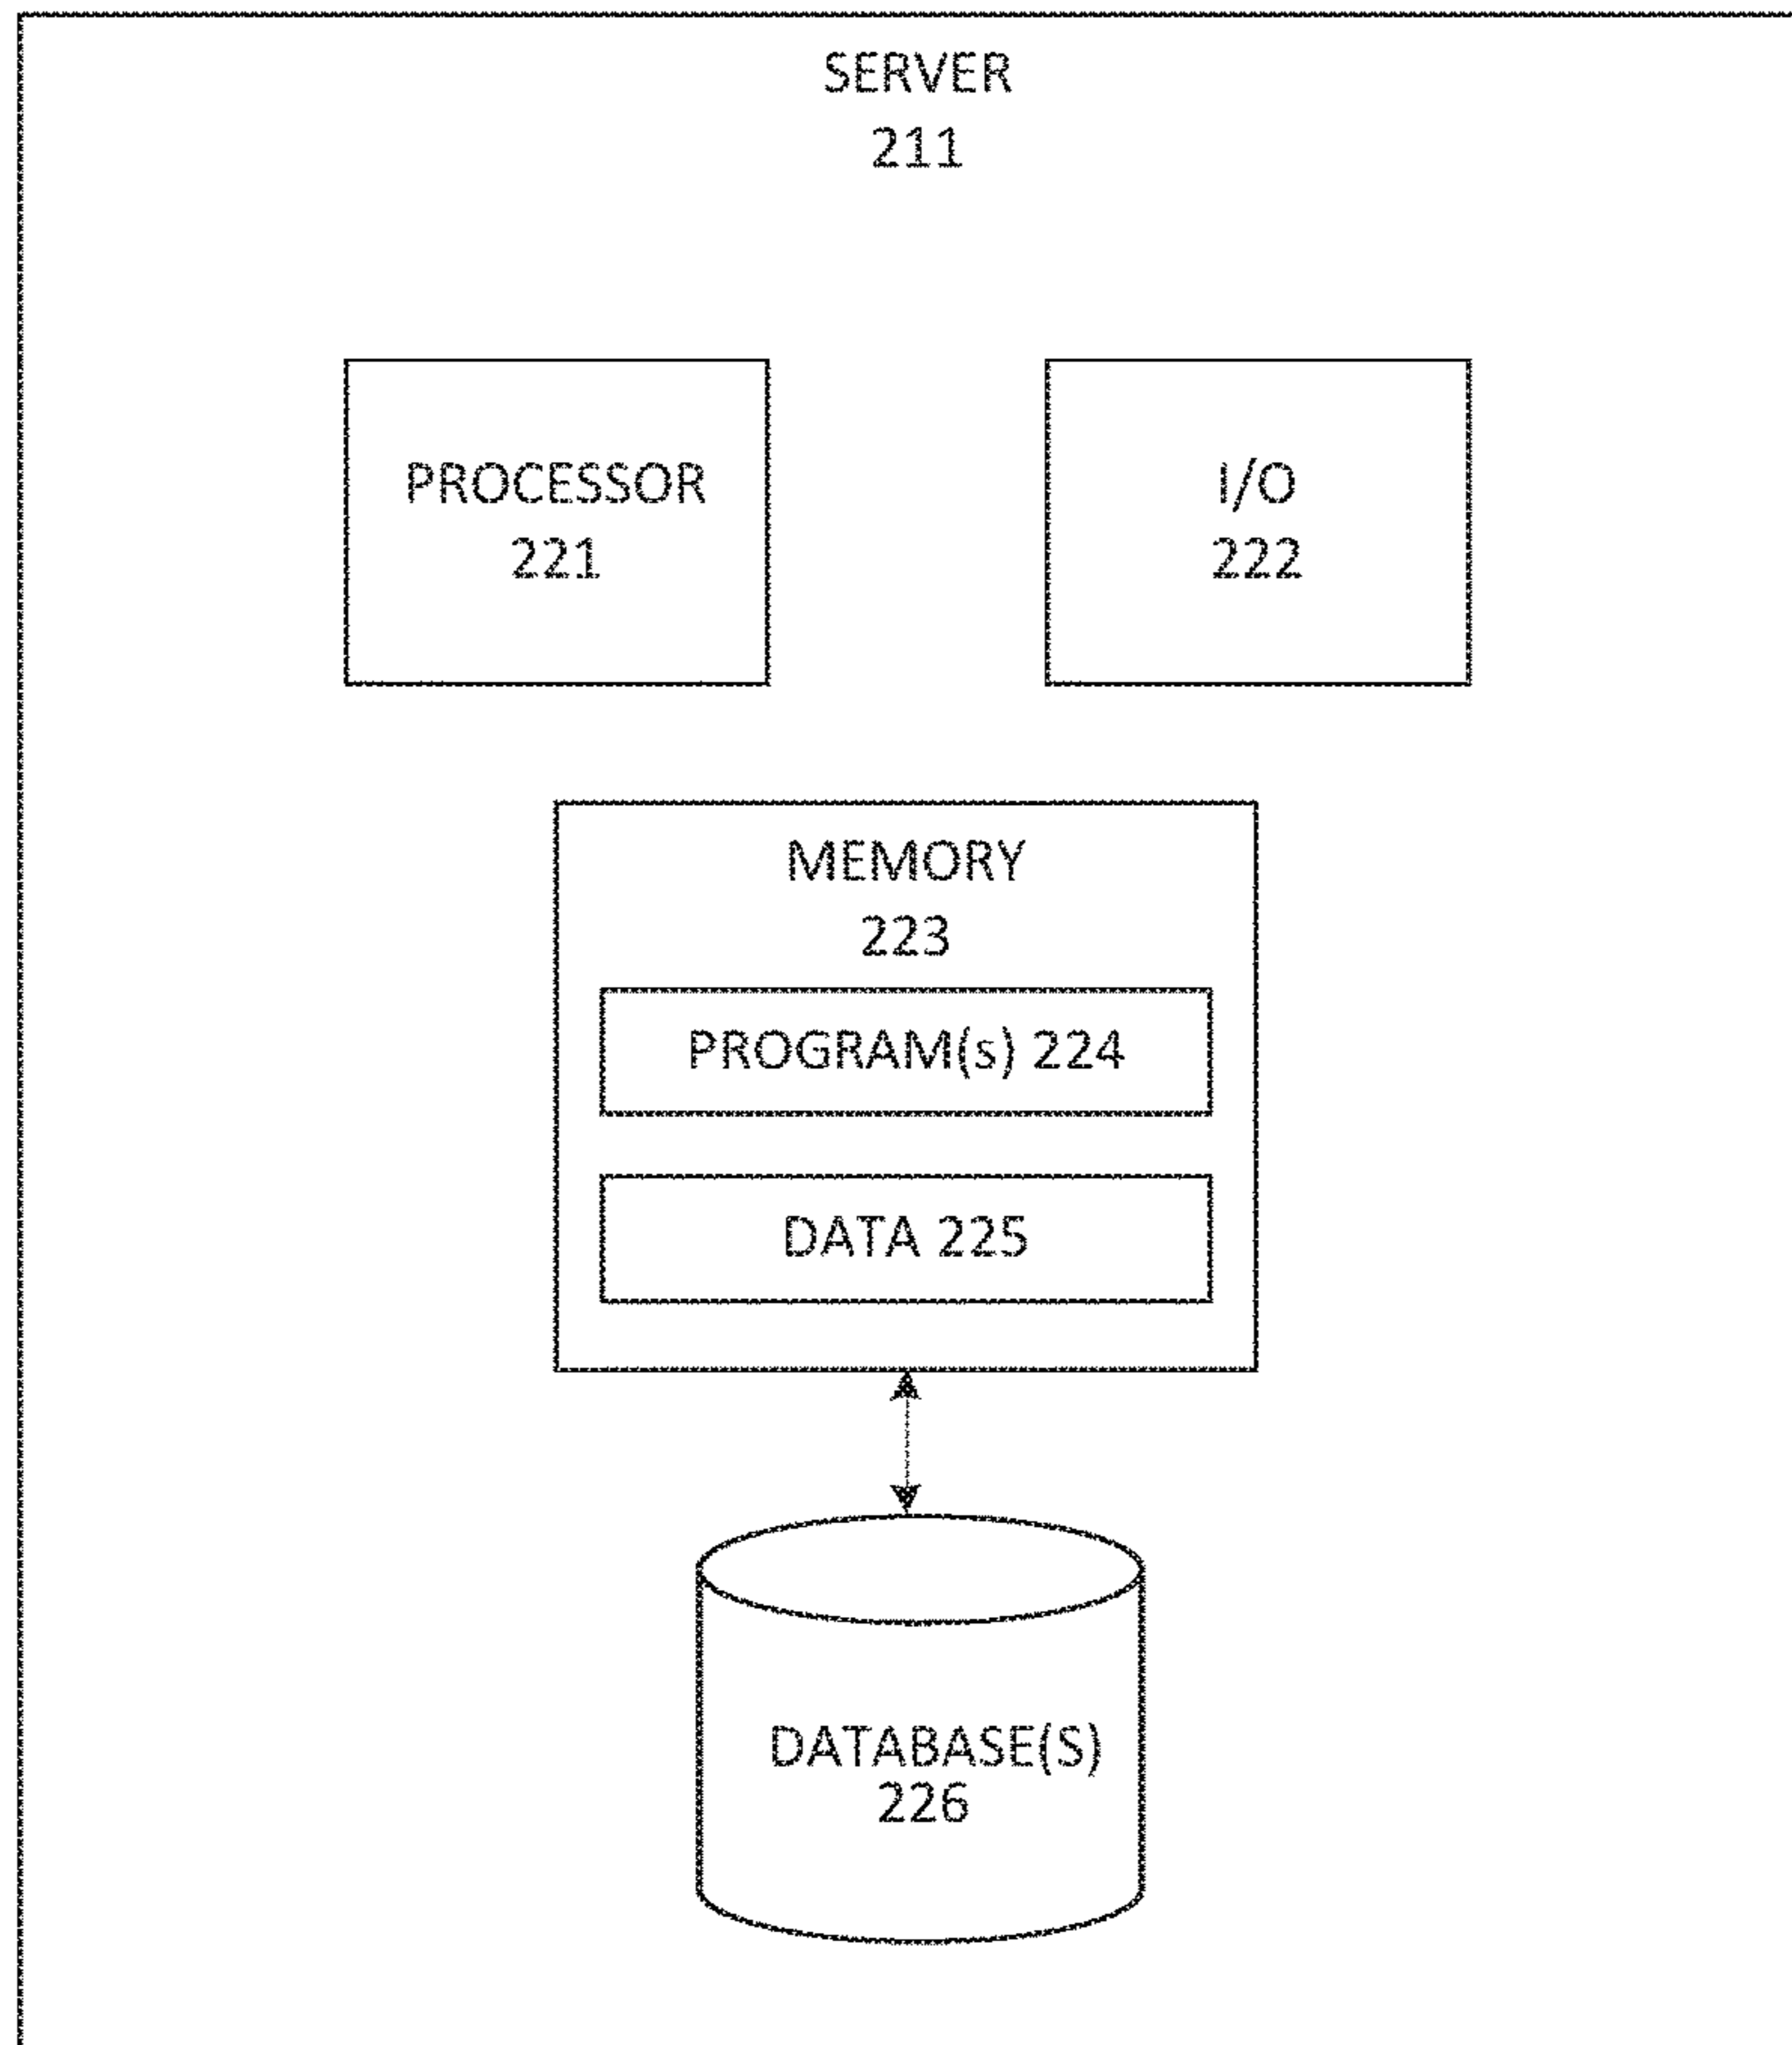 SERVER
211
PROCESSOR
221
I/O
222
MEMORY
223
PROGRAM(s) 224
DATA 225
DATABASE(S)
226